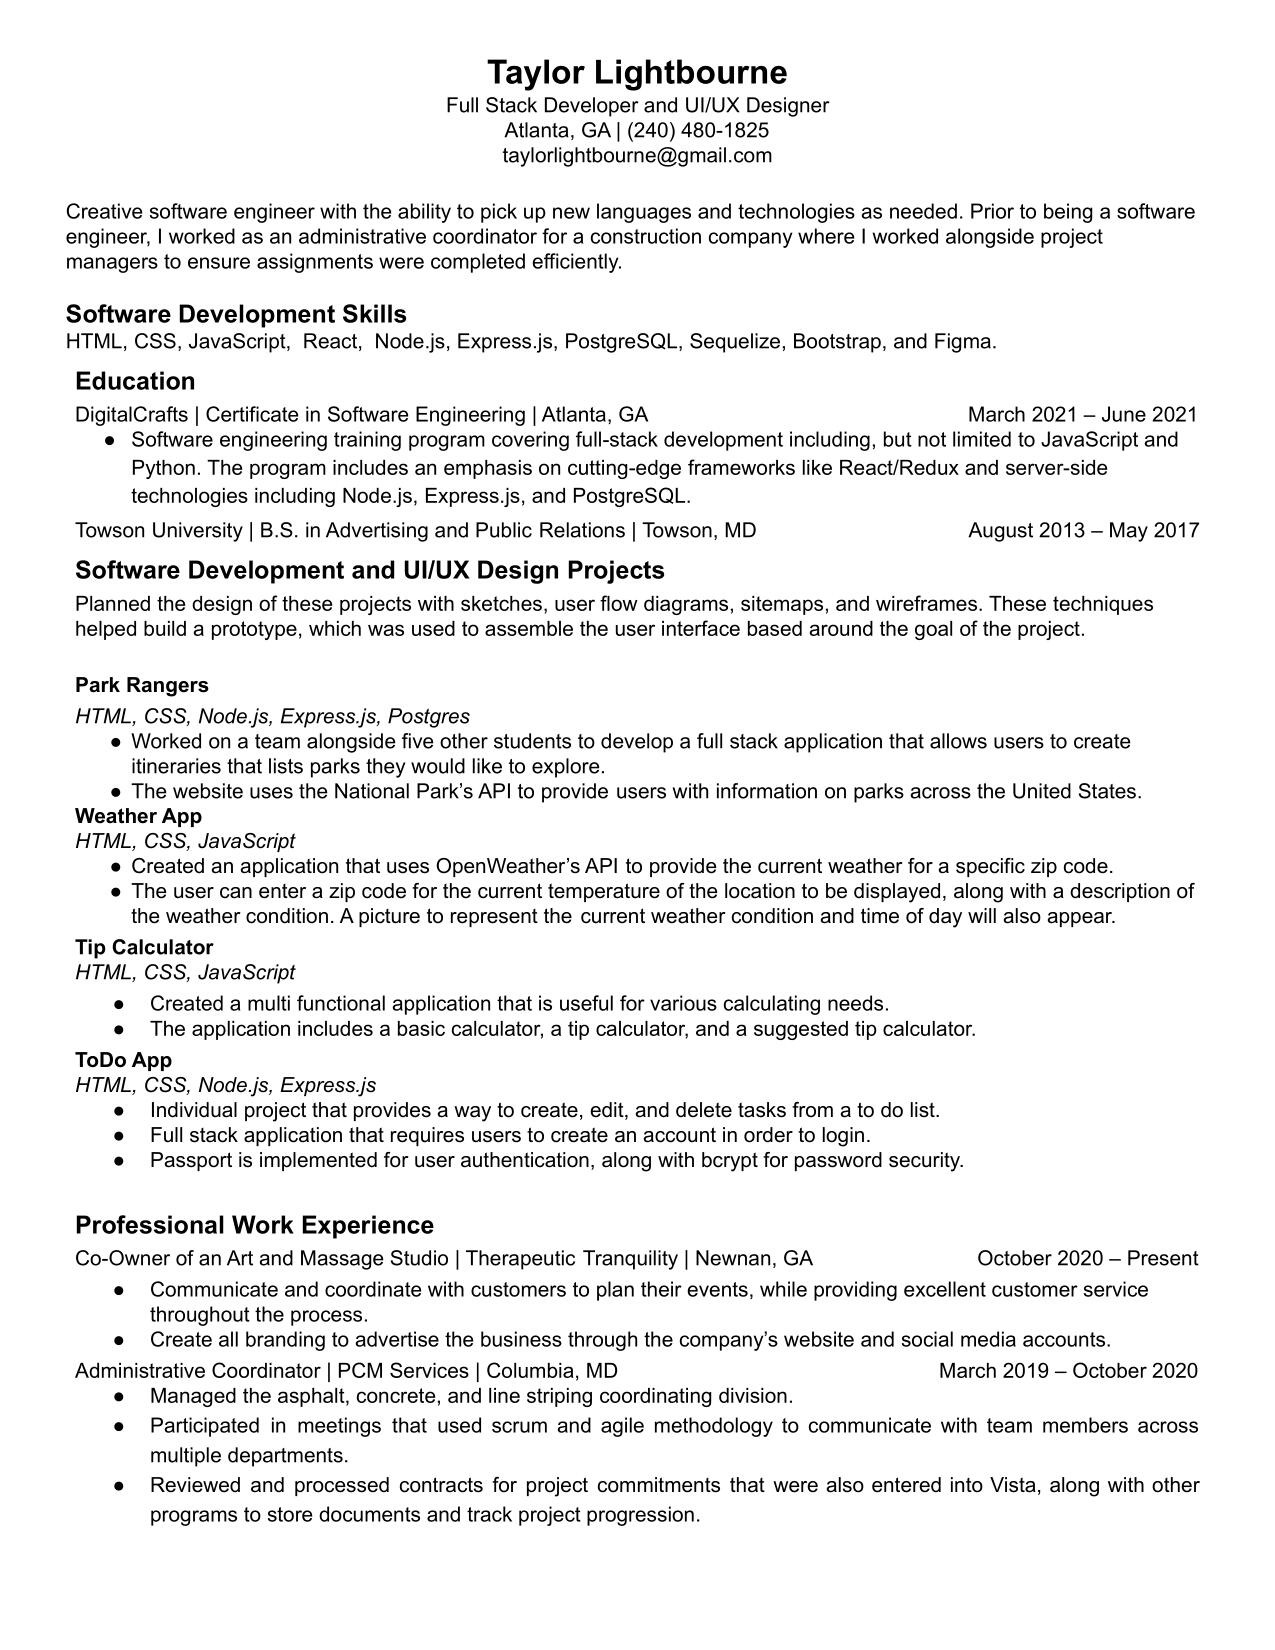 Taylor Lightbourne
Full Stack Developer and UI/UX Designer
Atlanta, GA | (240) 480-1825
taylorlightbourne@gmail.com
Creative software engineer with the ability to pick up new languages and technologies as needed. Prior to being a software
engineer, I worked as an administrative coordinator for a construction company where I worked alongside project
managers to ensure assignments were completed efficiently.
Software Development Skills
HTML, CSS, JavaScript,  React,  Node.js, Express.js, PostgreSQL, Sequelize, Bootstrap, and Figma.
Education
DigitalCrafts | Certificate in Software Engineering | Atlanta, GA March 2021 – June 2021
● Software engineering training program covering full-stack development including, but not limited to JavaScript and
Python. The program includes an emphasis on cutting-edge frameworks like React/Redux and server-side
technologies including Node.js, Express.js, and PostgreSQL.
Towson University | B.S. in Advertising and Public Relations | Towson, MD August 2013 – May 2017
Software Development and UI/UX Design Projects
Planned the design of these projects with sketches, user flow diagrams, sitemaps, and wireframes. These techniques
helped build a prototype, which was used to assemble the user interface based around the goal of the project.
Park Rangers
HTML, CSS, Node.js, Express.js, Postgres
● Worked on a team alongside five other students to develop a full stack application that allows users to create
itineraries that lists parks they would like to explore.
● The website uses the National Park's API to provide users with information on parks across the United States.
Weather App
HTML, CSS, JavaScript
● Created an application that uses OpenWeather's API to provide the current weather for a specific zip code.
● The user can enter a zip code for the current temperature of the location to be displayed, along with a description of
the weather condition. A picture to represent the current weather condition and time of day will also appear.
Tip Calculator
HTML, CSS, JavaScript
● Created a multi functional application that is useful for various calculating needs.
● The application includes a basic calculator, a tip calculator, and a suggested tip calculator.
ToDo App
HTML, CSS, Node.js, Express.js
● Individual project that provides a way to create, edit, and delete tasks from a to do list.
● Full stack application that requires users to create an account in order to login.
● Passport is implemented for user authentication, along with bcrypt for password security.
Professional Work Experience
Co-Owner of an Art and Massage Studio | Therapeutic Tranquility | Newnan, GA October 2020 – Present
● Communicate and coordinate with customers to plan their events, while providing excellent customer service
throughout the process.
● Create all branding to advertise the business through the company's website and social media accounts.
Administrative Coordinator | PCM Services | Columbia, MD March 2019 – October 2020
● Managed the asphalt, concrete, and line striping coordinating division.
● Participated in meetings that used scrum and agile methodology to communicate with team members across
multiple departments.
● Reviewed and processed contracts for project commitments that were also entered into Vista, along with other
programs to store documents and track project progression.